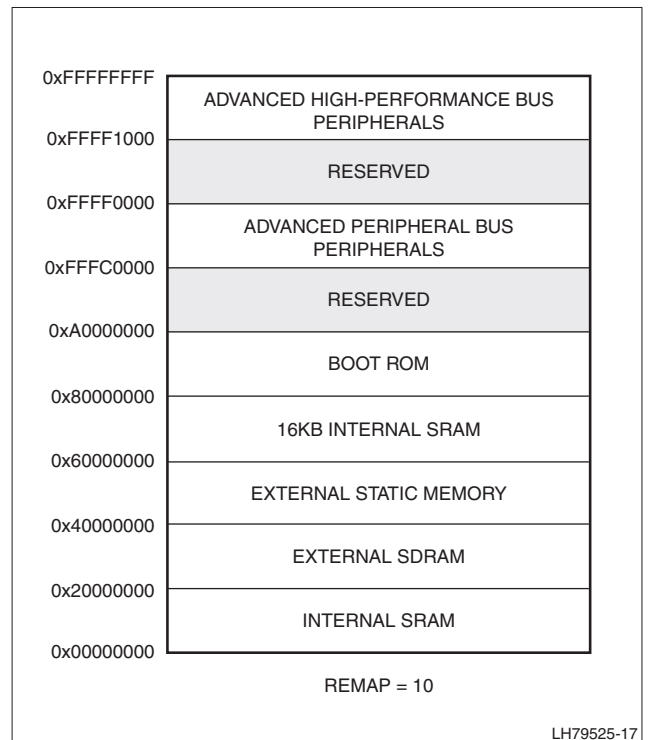 0xFFFFFFFF
ADVANCED HIGH-PERFORMANCE BUS
PERIPHERALS
0xFFFF1000
RESERVED
0xFFFF0000
ADVANCED PERIPHERAL BUS
PERIPHERALS
0xFFFC0000
RESERVED
0xA0000000
BOOT ROM
0x80000000
16KB INTERNAL SRAM
0x60000000
EXTERNAL STATIC MEMORY
0x40000000
EXTERNAL SDRAM
0x20000000
INTERNAL SRAM
0x00000000
REMAP = 10
LH79525-17